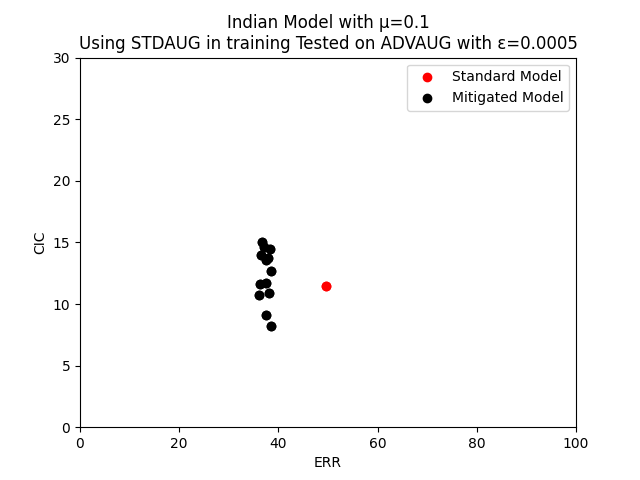 Indian Model with μ=0.1
Using STDAUG in training Tested on ADVAUG with ε=0.0005
Standard Model
Mitigated Model
30
25
20
15
10
5
0
CIC
0 20 40 60 80 100
ERR